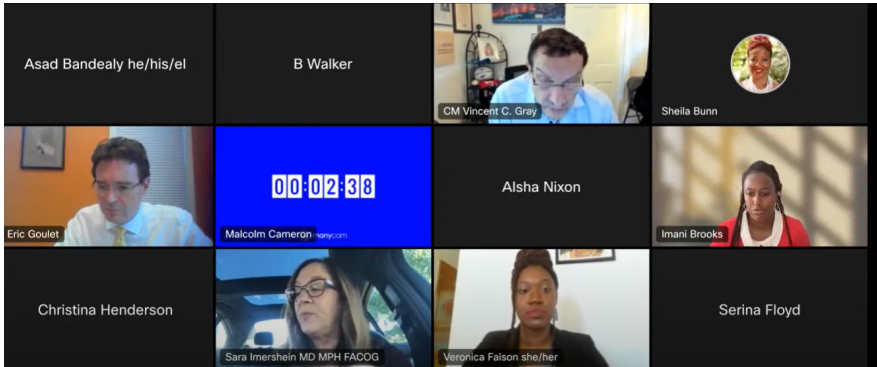 Asad Bandealy he/his/el
B Walker
CM Vincent C. Gray
Sheila Bunn
Eric Goulet
00:02:38
Malcolm Cameron
manycam
Alsha Nixon
Imani Brooks
Christina Henderson
Sara Imershein MD MPH FACOG
Veronica Faison she/her
Serina Floyd